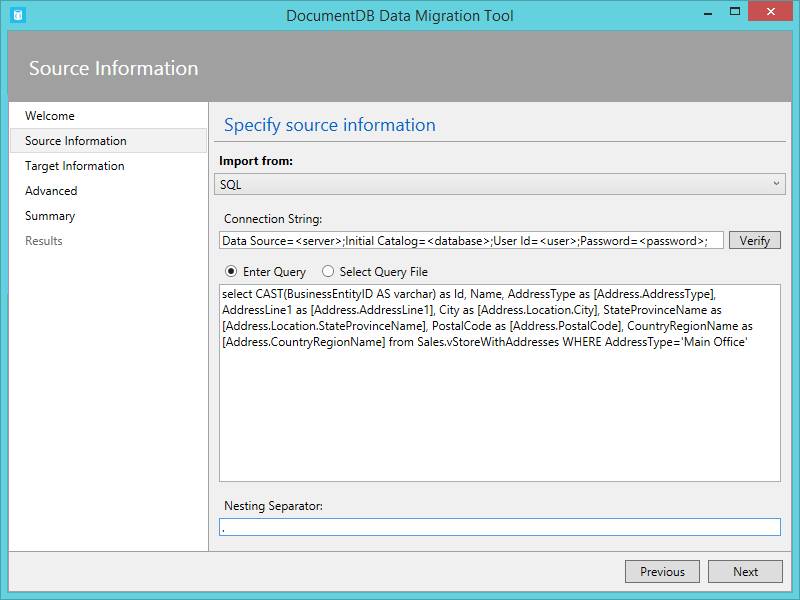 DocumentDB Data Migration Tool
Source Information
Welcome
Source Information
Target Information
Advanced
Summary
Results
Specify source information
Import from:
SQL
Connection String:
Data Source=<server>;Initial Catalog=<database>;User Id=<user>;Password=<password>;
Verify
Enter Query
Select Query File
select CAST(BusinessEntityID AS varchar) as Id, Name, AddressType as [Address.AddressType],
AddressLine1 as [Address.AddressLine1], City as [Address.Location.City], StateProvinceName as
[Address.Location.StateProvinceName], PostalCode as [Address.PostalCode], CountryRegionName as
[Address.CountryRegionName] from Sales.vStoreWithAddresses WHERE AddressType='Main Office'
Nesting Separator:
.
Previous
Next